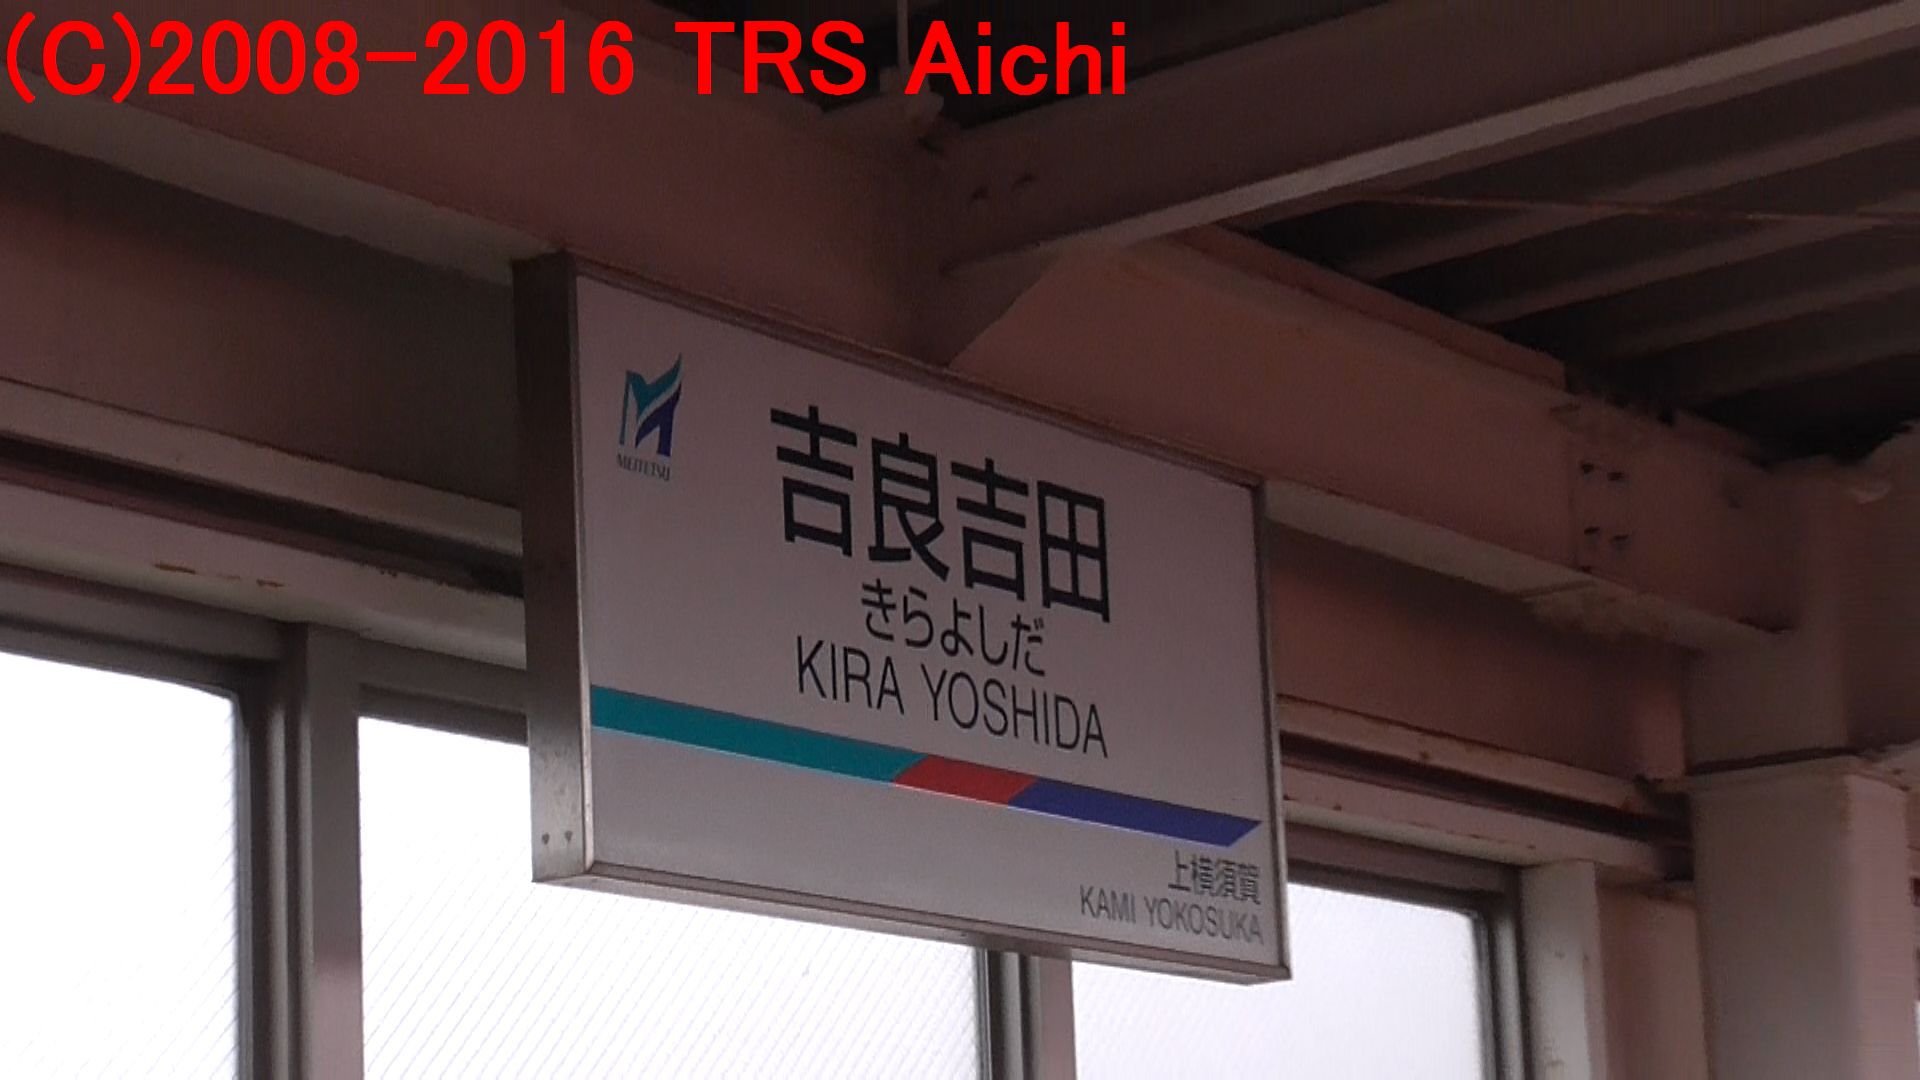 (C)2008-2016 TRS Aichi
MEITETSU
吉良吉田
きらよしだ
KIRA YOSHIDA
上横須賀
KAMI YOKOSUKA